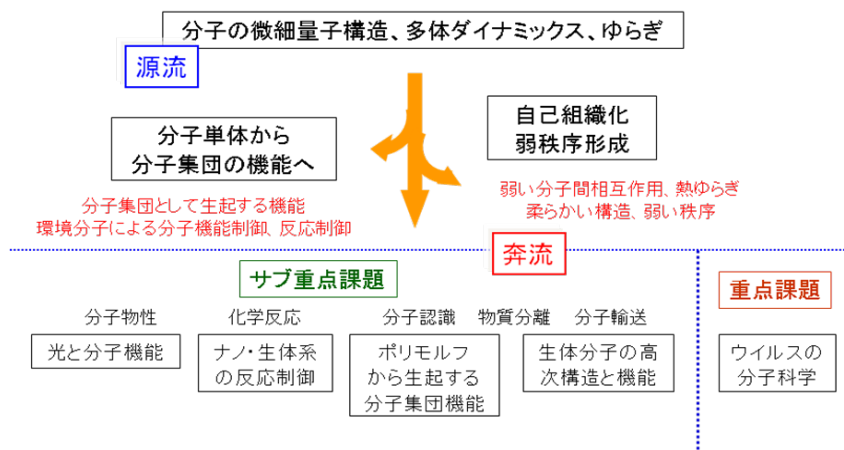 分子の微細量子構造、多体ダイナミックス、ゆらぎ
源流
分子単体から
分子集団の機能へ
自己組織化
弱秩序形成
分子集団として生起する機能
環境分子による分子機能制御、反応制御
弱い分子間相互作用、熱ゆらぎ
柔らかい構造、弱い秩序
奔流
サブ重点課題
重点課題
分子物性
化学反応
分子認識
物質分離
分子輸送
光と分子機能
ナノ・生体系
の反応制御
ポリモルフ
から生起する
分子集団機能
生体分子の高
次構造と機能
ウイルスの
分子科学